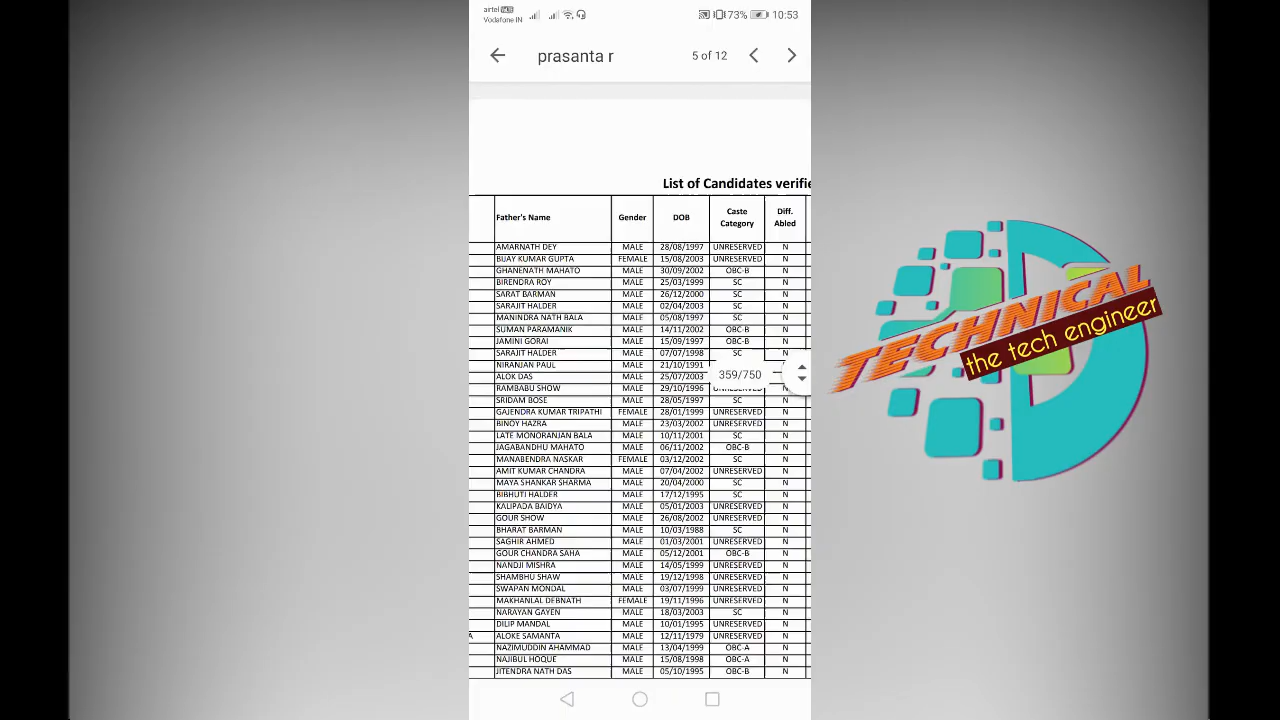 airtel VoLTE
Vodafone IN
73% 10:53
prasanta r 5 of 12
List of Candidates verifie
Father's Name Gender DOB Caste Category Diff. Abled
AMARNATH DEY MALE 28/08/1997 UNRESERVED N
BIJAY KUMAR GUPTA FEMALE 15/08/2003 UNRESERVED N
GHANENATH MAHATO MALE 30/09/2002 OBC-B N
BIRENDRA ROY MALE 25/03/1999 SC N
SARAT BARMAN MALE 26/12/2000 SC N
SARAJIT HALDER MALE 02/04/2003 SC N
MANINDRA NATH BALA MALE 05/08/1997 SC N
SUMAN PARAMANIK MALE 14/11/2002 OBC-B N
JAMINI GORAI MALE 15/09/1997 OBC-B N
SARAJIT HALDER MALE 07/07/1998 SC N
NIRANJAN PAUL MALE 21/10/1991
ALOK DAS MALE 25/07/2003
359/750
RAMBABU SHOW MALE 29/10/1996 UNRESERVED N
SRIDAM BOSE MALE 28/05/1997 SC N
GAJENDRA KUMAR TRIPATHI FEMALE 28/01/1999 UNRESERVED N
BINOY HAZRA MALE 23/03/2002 UNRESERVED N
LATE MONORANJAN BALA MALE 10/11/2001 SC N
JAGABANDHU MAHATO MALE 06/11/2002 OBC-B N
MANABENDRA NASKAR FEMALE 03/12/2002 SC N
AMIT KUMAR CHANDRA MALE 07/04/2002 UNRESERVED N
MAYA SHANKAR SHARMA MALE 20/04/2000 SC N
BIBHUTI HALDER MALE 17/12/1995 SC N
KALIPADA BAIDYA MALE 05/01/2003 UNRESERVED N
GOUR SHOW MALE 26/08/2002 UNRESERVED N
BHARAT BARMAN MALE 10/03/1988 SC N
SAGHIR AHMED MALE 01/03/2001 UNRESERVED N
GOUR CHANDRA SAHA MALE 05/12/2001 OBC-B N
NANDJI MISHRA MALE 14/05/1999 UNRESERVED N
SHAMBHU SHAW MALE 19/12/1998 UNRESERVED N
SWAPAN MONDAL MALE 03/07/1999 UNRESERVED N
MAKHANLAL DEBNATH FEMALE 19/11/1996 UNRESERVED N
NARAYAN GAYEN MALE 18/03/2003 SC N
DILIP MANDAL MALE 10/01/1995 UNRESERVED N
A ALOKE SAMANTA MALE 12/11/1979 UNRESERVED N
NAZIMUDDIN AHAMMAD MALE 13/04/1999 OBC-A N
NAJIBUL HOQUE MALE 15/08/1998 OBC-A N
JITENDRA NATH DAS MALE 05/10/1995 OBC-B N
TECHNICAL
the tech engineer